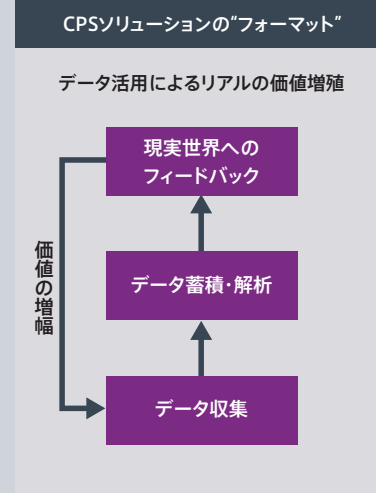 CPSソリューションの“フォーマット”
データ活用によるリアルの価値増殖
現実世界への
フィードバック
価値の増幅
データ蓄積・解析
データ収集